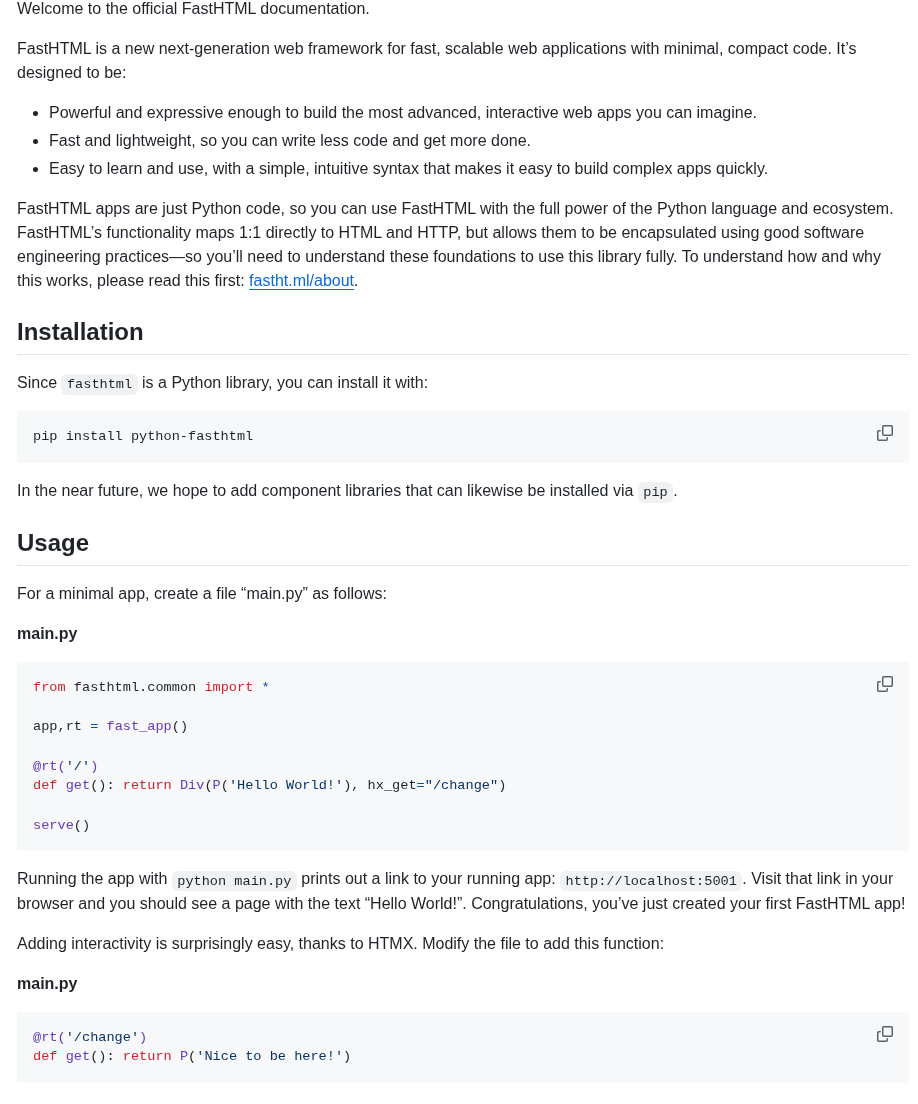 Welcome to the official FastHTML documentation.
FastHTML is a new next-generation web framework for fast, scalable web applications with minimal, compact code. It’s
designed to be:
• Powerful and expressive enough to build the most advanced, interactive web apps you can imagine.
• Fast and lightweight, so you can write less code and get more done.
• Easy to learn and use, with a simple, intuitive syntax that makes it easy to build complex apps quickly.
FastHTML apps are just Python code, so you can use FastHTML with the full power of the Python language and ecosystem.
FastHTML’s functionality maps 1:1 directly to HTML and HTTP, but allows them to be encapsulated using good software
engineering practices—so you’ll need to understand these foundations to use this library fully. To understand how and why
this works, please read this first: fastht.ml/about.
Installation
Since fasthtml is a Python library, you can install it with:
pip install python-fasthtml
In the near future, we hope to add component libraries that can likewise be installed via pip.
Usage
For a minimal app, create a file “main.py” as follows:
main.py
from fasthtml.common import *
app,rt = fast_app()
@rt('/')
def get(): return Div(P('Hello World!'), hx_get="/change")
serve()
Running the app with python main.py prints out a link to your running app: http://localhost:5001. Visit that link in your
browser and you should see a page with the text “Hello World!”. Congratulations, you’ve just created your first FastHTML app!
Adding interactivity is surprisingly easy, thanks to HTMX. Modify the file to add this function:
main.py
@rt('/change')
def get(): return P('Nice to be here!')